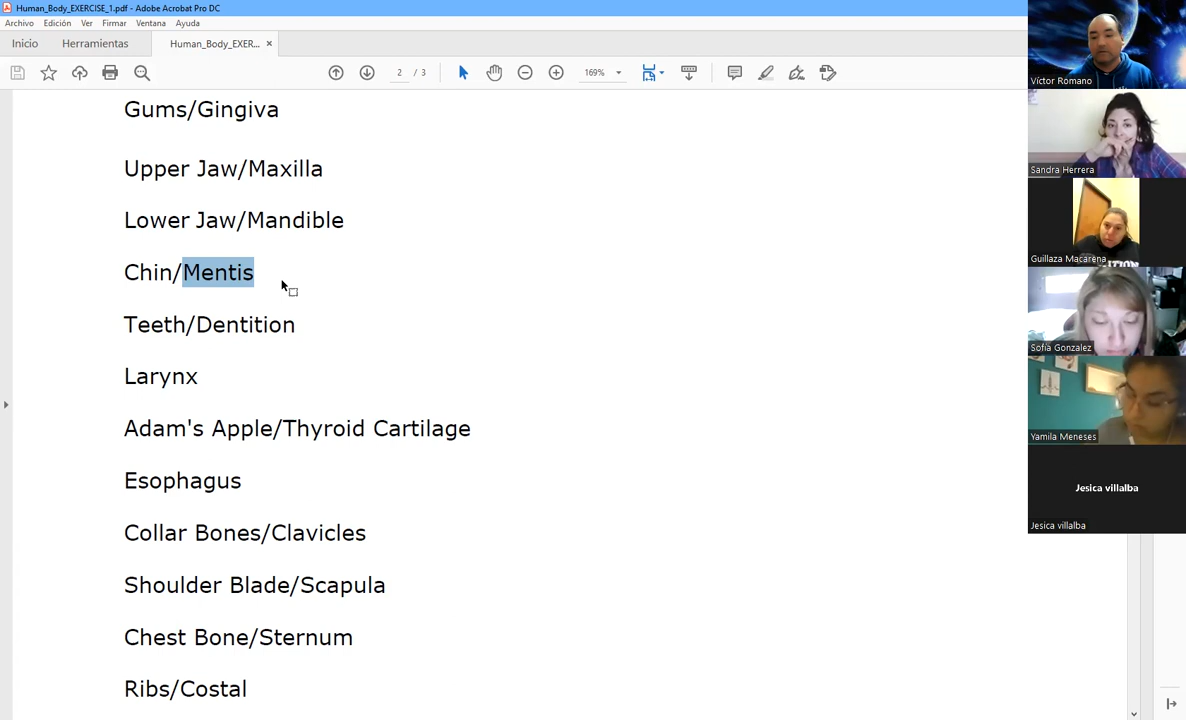 Human_Body_EXERCISE_1.pdf - Adobe Acrobat Pro DC
Archivo Edición Ver Firmar Ventana Ayuda
Inicio Herramientas Human_Body_EXER... ×
2 / 3 169%
Gums/Gingiva
Upper Jaw/Maxilla
Lower Jaw/Mandible
Chin/Mentis
Teeth/Dentition
Larynx
Adam's Apple/Thyroid Cartilage
Esophagus
Collar Bones/Clavicles
Shoulder Blade/Scapula
Chest Bone/Sternum
Ribs/Costal
Víctor Romano
Sandra Herrera
Guillaza Macarena
Sofía Gonzalez
Yamila Meneses
Jesica villalba
Jesica villalba